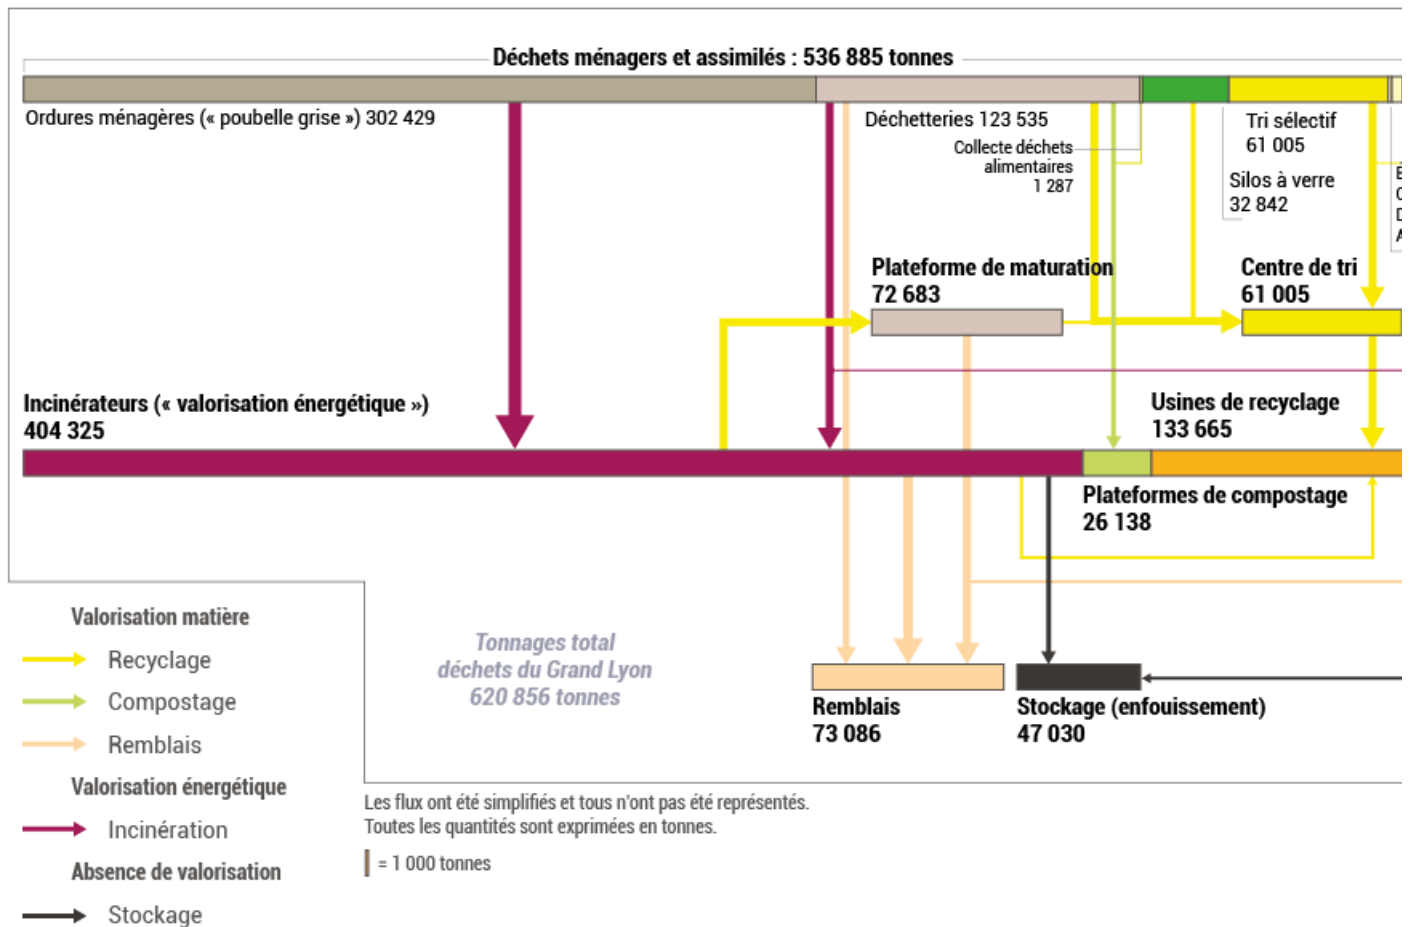 Déchets ménagers et assimilés : 536 885 tonnes
Ordures ménagères (« poubelle grise ») 302 429
Déchetteries 123 535
Collecte déchets
alimentaires
1 287
Tri sélectif
61 005
Silos à verre
32 842
Plateforme de maturation
72 683
Centre de tri
61 005
Incinérateurs (« valorisation énergétique »)
404 325
Usines de recyclage
133 665
Plateformes de compostage
26 138
Valorisation matière
Recyclage
Compostage
Remblais
Valorisation énergétique
Incinération
Absence de valorisation
Stockage
Tonnages total
déchets du Grand Lyon
620 856 tonnes
Remblais
73 086
Stockage (enfouissement)
47 030
Les flux ont été simplifiés et tous n'ont pas été représentés.
Toutes les quantités sont exprimées en tonnes.
= 1 000 tonnes